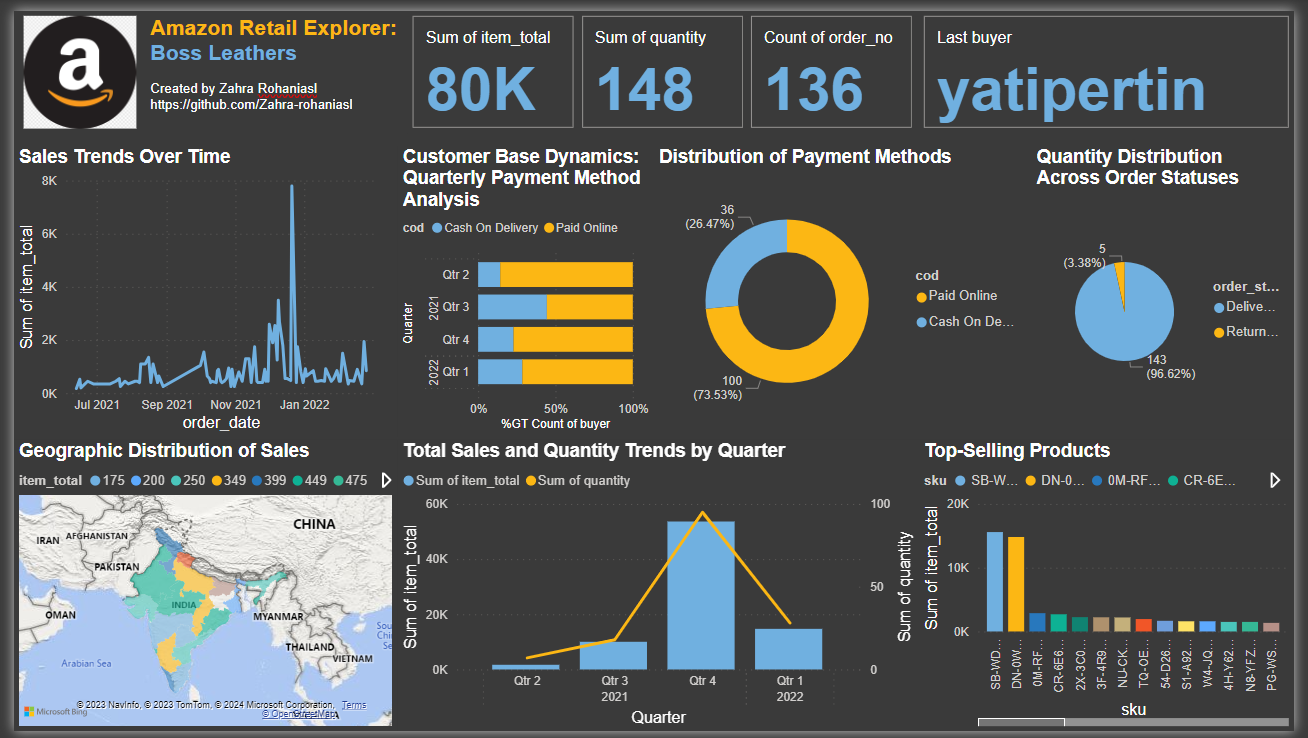 Amazon Retail Explorer:
Boss Leathers
Created by Zahra Rohaniasl
https://github.com/Zahra-rohaniasl
Sum of item_total
80K
Sum of quantity
148
Count of order_no
136
Last buyer
yatipertin
Sales Trends Over Time
Sum of item_total
8K
6K
4K
2K
0K
Jul 2021
Sep 2021
Nov 2021
Jan 2022
order_date
Customer Base Dynamics:
Quarterly Payment Method
Analysis
cod
Cash On Delivery
Paid Online
Quarter
2021
2022
Qtr 2
Qtr 3
Qtr 4
Qtr 1
0%
50%
100%
%GT Count of buyer
Distribution of Payment Methods
36
(26.47%)
100
(73.53%)
cod
Paid Online
Cash On De...
Quantity Distribution
Across Order Statuses
5
(3.38%)
143
(96.62%)
order_st...
Delive...
Return...
Geographic Distribution of Sales
item_total
175
200
250
349
399
449
475
CHINA
IRAN
AFGHANISTAN
PAKISTAN
OMAN
INDIA
MYANMAR
THAILAND
VIETNAM
Arabian Sea
Microsoft Bing
© 2023 NavInfo, © 2023 TomTom, © 2024 Microsoft Corporation, Terms
© OpenStreetMap
Total Sales and Quantity Trends by Quarter
Sum of item_total
Sum of quantity
Sum of item_total
60K
40K
20K
0K
Qtr 2
Qtr 3
Qtr 4
Qtr 1
2021
2022
Quarter
100
50
0
Sum of quantity
Top-Selling Products
sku
SB-W...
DN-0...
0M-RF...
CR-6E...
Sum of item_total
20K
10K
0K
SB-WD...
DN-0W...
0M-RF...
CR-6E6...
2X-3C0...
3F-4R9...
NU-CK...
TQ-OE...
54-D26...
S1-A92...
W4-JQ...
4H-Y62...
N8-YFZ...
PG-WS...
sku